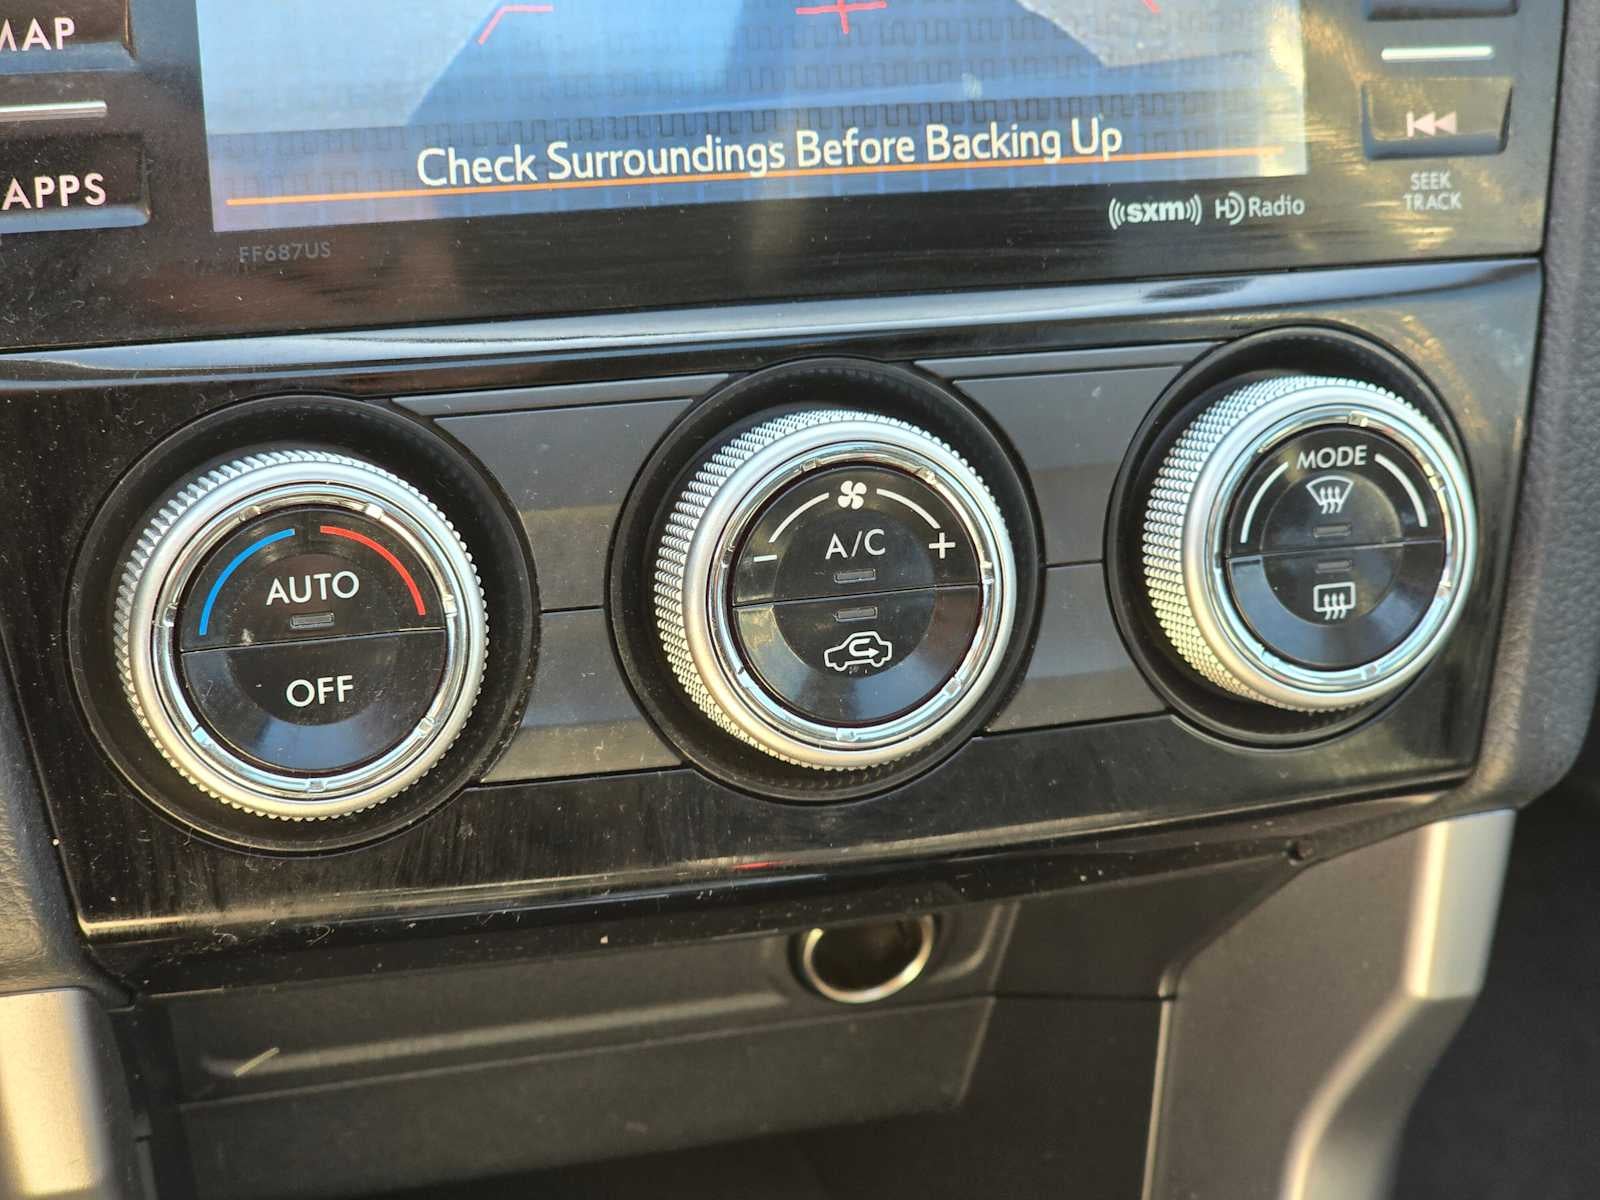 MAP
APPS
Check Surroundings Before Backing Up
FF687US
((sxm)) HD Radio
SEEK
TRACK
AUTO
OFF
- +
A/C
MODE